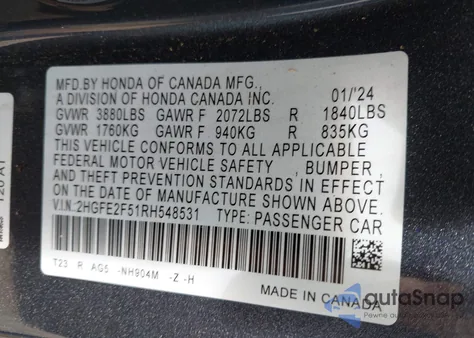 MFD.BY HONDA OF CANADA MFG.,
A DIVISION OF HONDA CANADA INC. 01/'24
GVWR 3880LBS GAWR F 2072LBS R 1840LBS
GVWR 1760KG GAWR F 940KG R 835KG
THIS VEHICLE CONFORMS TO ALL APPLICABLE
FEDERAL MOTOR VEHICLE SAFETY , BUMPER ,
AND THEFT PREVENTION STANDARDS IN EFFECT
ON THE DATE OF MANUFACTURE SHOWN ABOVE.
V.I.N:2HGFE2F51RH548531 TYPE: PASSENGER CAR
T23 R AG5 -NH904M -Z -H
MADE IN CANADA
autoSnap